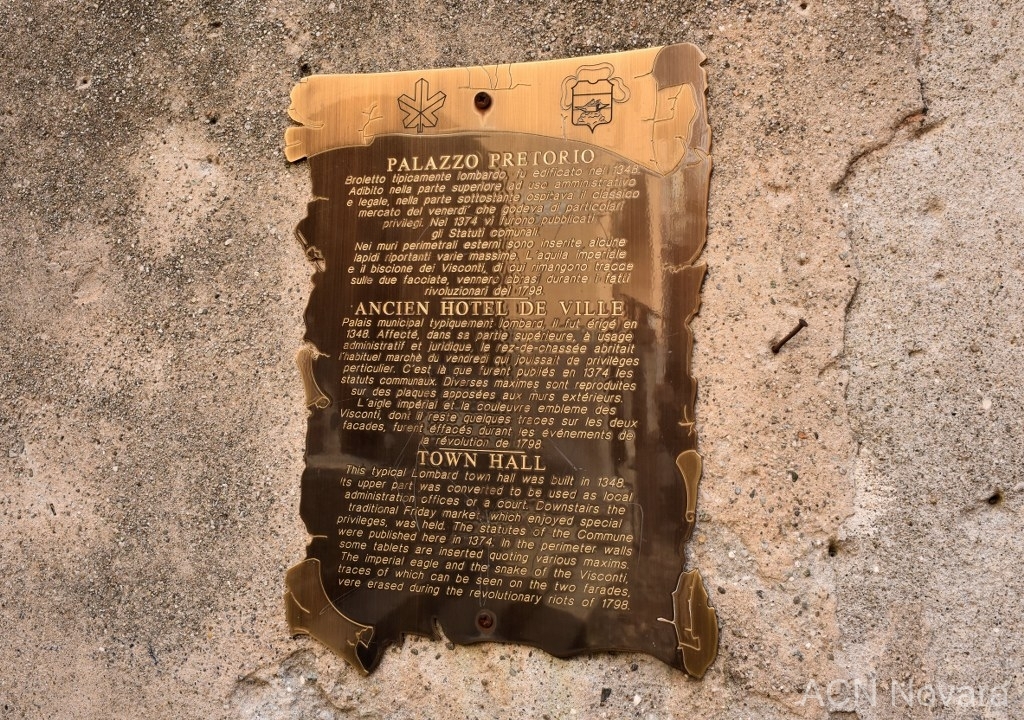 PALAZZO PRETORIO
Broletto tipicamente lombardo, fu edificato nel 1348.
Adibito nella parte superiore ad uso amministrativo
e legale, nella parte sottostante ospitava il classico
mercato del venerdi' che godeva di particolari
privilegi. Nel 1374 vi furono pubblicati
gli Statuti comunali.
Nei muri perimetrali esterni sono inserite alcune
lapidi riportanti varie massime. L'aquila imperiale
e il biscione dei Visconti, di cui rimangono tracce
sulle due facciate, vennero abrasi durante i fatti
rivoluzionari del 1798.
ANCIEN HOTEL DE VILLE
Palais municipal typiquement lombard, il fut érigé en
1348. Affecté, dans sa partie supérieure, à usage
administratif et juridique, le rez-de-chassée abritait
l'habituel marché du vendredi qui jouissait de privilèges
perticulier. C'est là que furent publiés en 1374 les
statuts communaux. Diverses maximes sont reproduites
sur des plaques apposées aux murs extérieurs.
L'aigle impérial et la couleuvre embleme des
Visconti, dont il reste quelques traces sur les deux
facades, furent éffacés durant les événements de
la révolution de 1798
TOWN HALL
This typical Lombard town hall was built in 1348.
Its upper part was converted to be used as local
administration offices or a court. Downstairs the
traditional Friday market, which enjoyed special
privileges, was held. The statutes of the Commune
were published here in 1374. In the perimeter walls
some tablets are inserted quoting various maxims.
The imperial eagle and the snake of the Visconti,
traces of which can be seen on the two farades,
were erased during the revolutionary riots of 1798.
ACN Novara